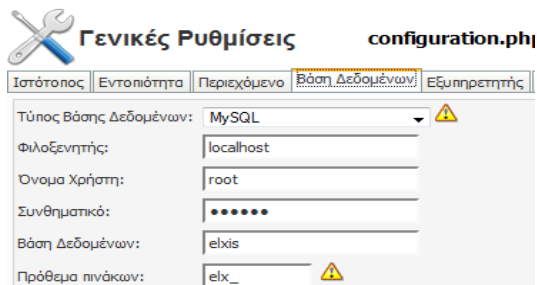 Γενικές Ρυθμίσεις configuration.php
Ιστότοπος Εντοπιότητα Περιεχόμενο Βάση Δεδομένων Εξυπηρετητής
Τύπος Βάσης Δεδομένων: MySQL
Φιλοξενητής: localhost
Όνομα Χρήστη: root
Συνθηματικό: ●●●●●●
Βάση Δεδομένων: elxis
Πρόθεμα πινάκων: elx_